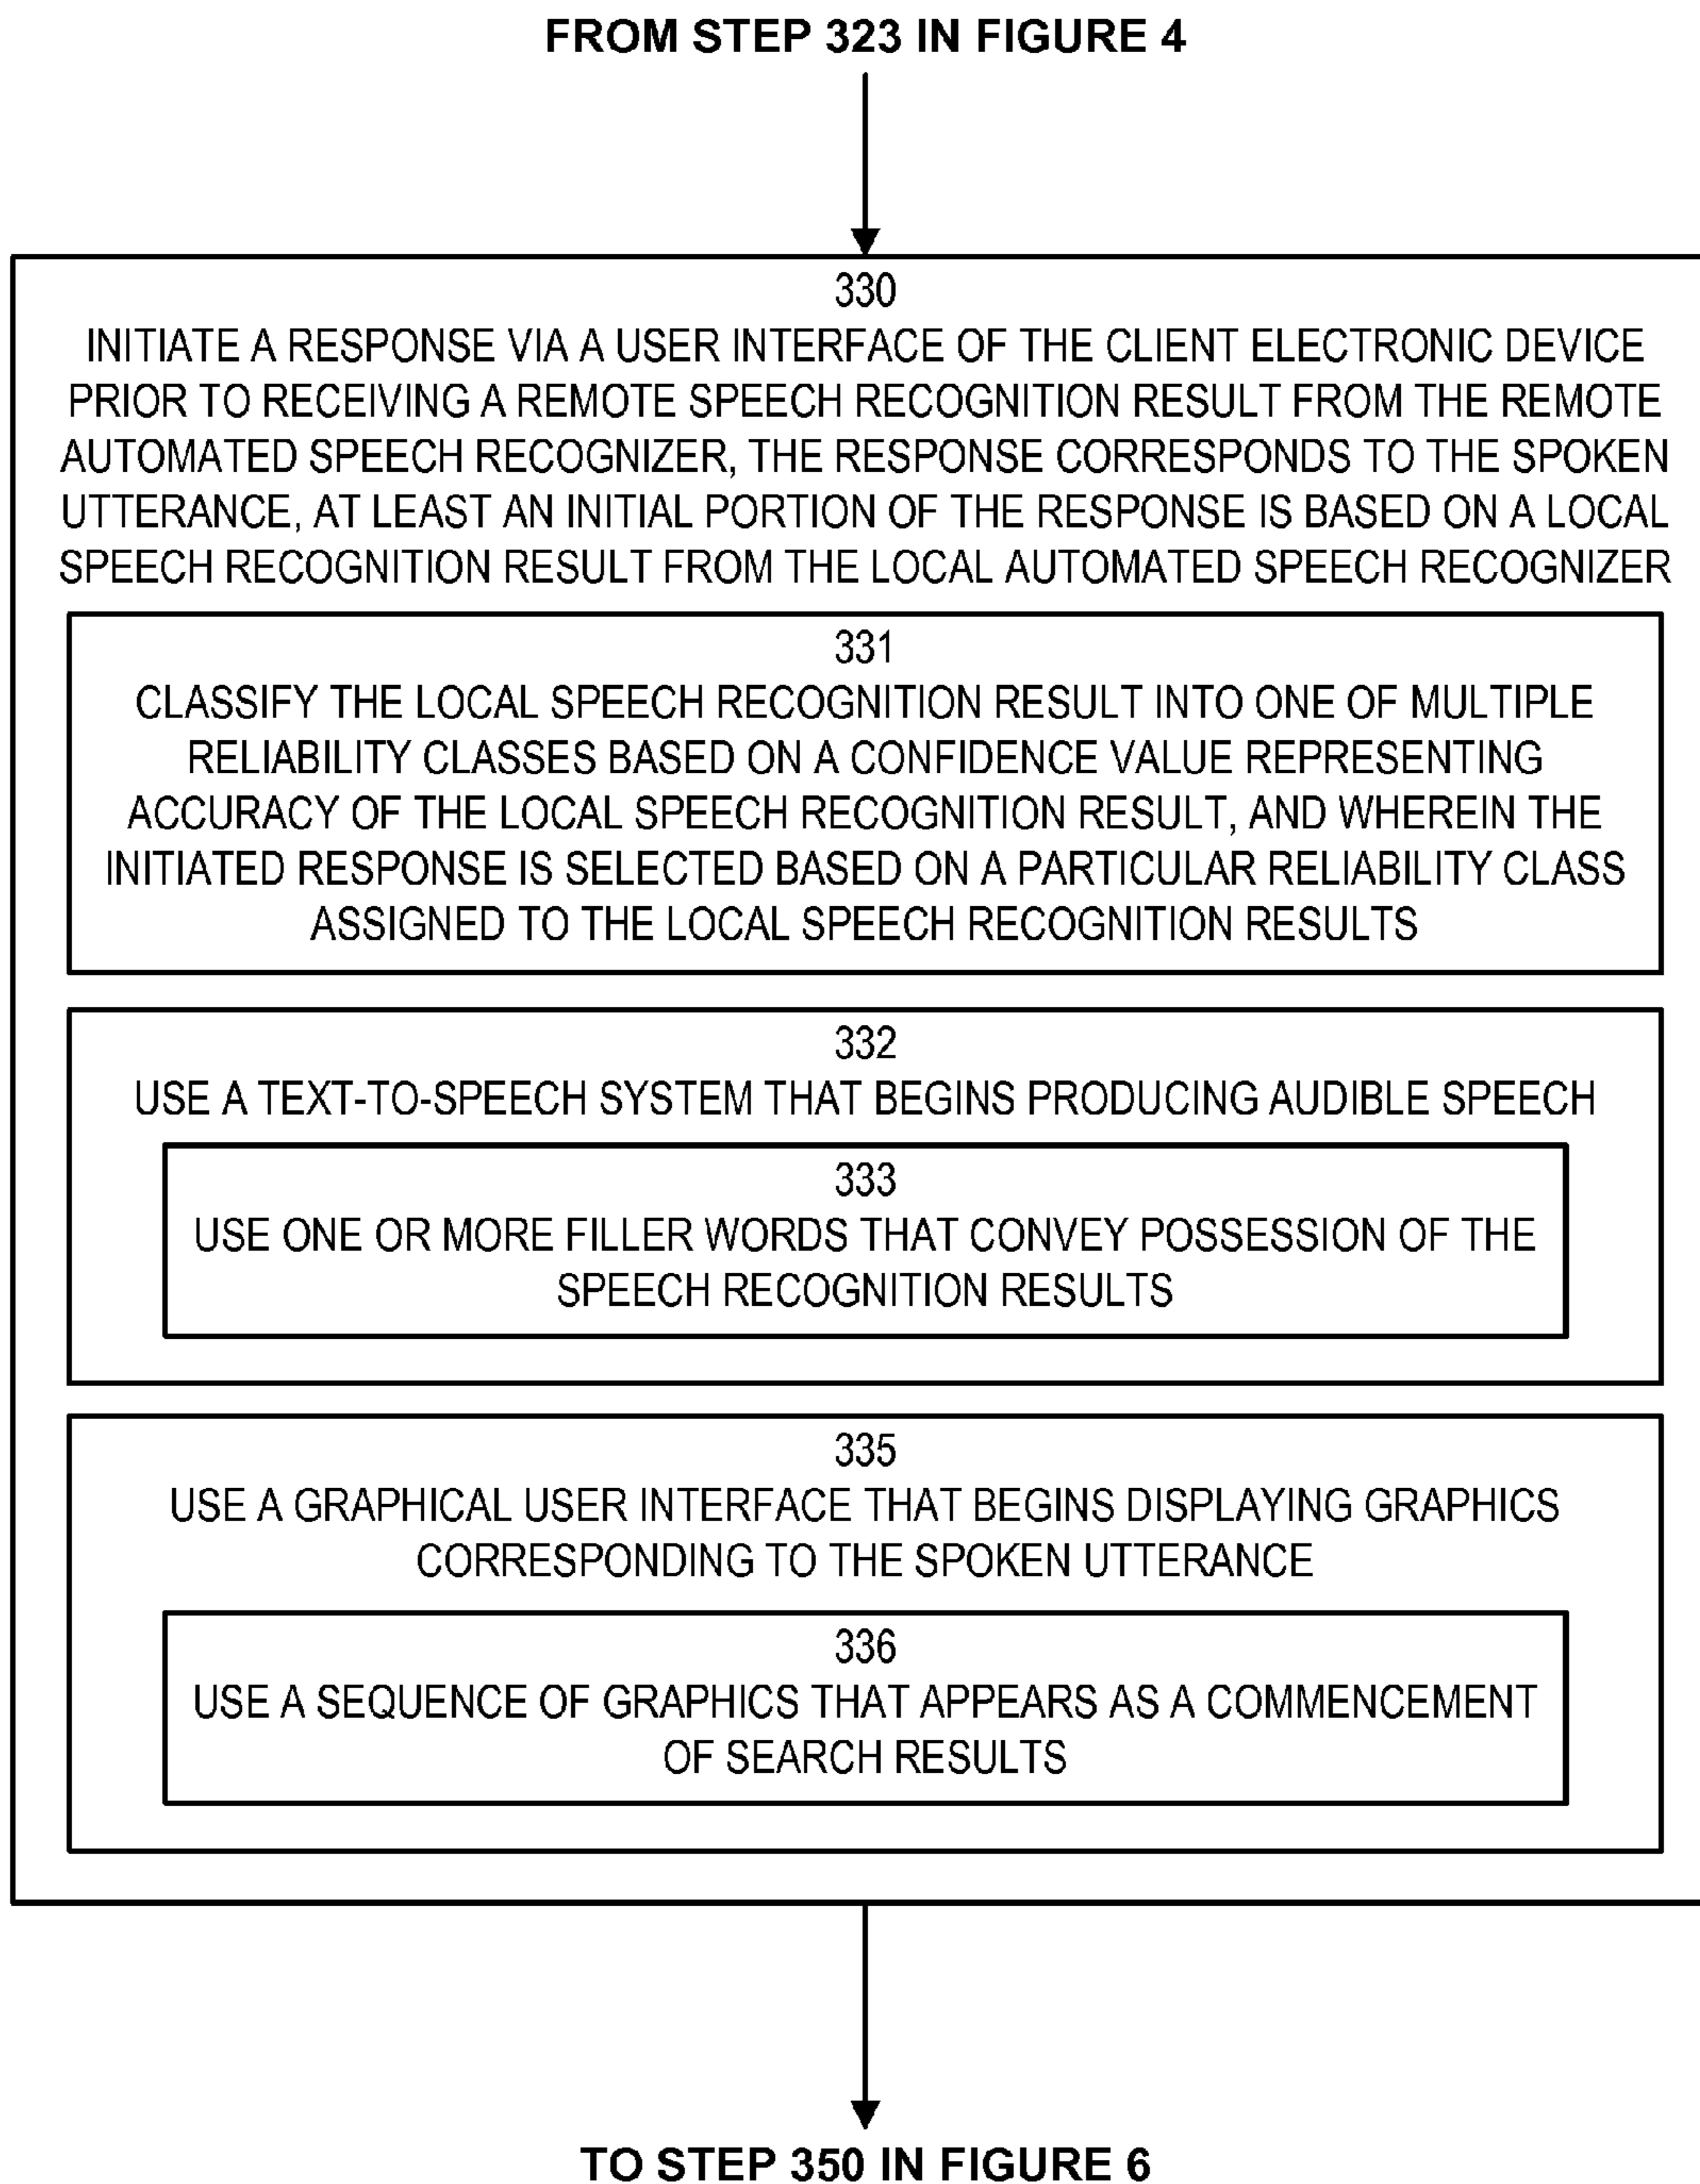 FROM STEP 323 IN FIGURE 4
330
INITIATE A RESPONSE VIA A USER INTERFACE OF THE CLIENT ELECTRONIC DEVICE
PRIOR TO RECEIVING A REMOTE SPEECH RECOGNITION RESULT FROM THE REMOTE
AUTOMATED SPEECH RECOGNIZER, THE RESPONSE CORRESPONDS TO THE SPOKEN
UTTERANCE, AT LEAST AN INITIAL PORTION OF THE RESPONSE IS BASED ON A LOCAL
SPEECH RECOGNITION RESULT FROM THE LOCAL AUTOMATED SPEECH RECOGNIZER
331
CLASSIFY THE LOCAL SPEECH RECOGNITION RESULT INTO ONE OF MULTIPLE
RELIABILITY CLASSES BASED ON A CONFIDENCE VALUE REPRESENTING
ACCURACY OF THE LOCAL SPEECH RECOGNITION RESULT, AND WHEREIN THE
INITIATED RESPONSE IS SELECTED BASED ON A PARTICULAR RELIABILITY CLASS
ASSIGNED TO THE LOCAL SPEECH RECOGNITION RESULTS
332
USE A TEXT-TO-SPEECH SYSTEM THAT BEGINS PRODUCING AUDIBLE SPEECH
333
USE ONE OR MORE FILLER WORDS THAT CONVEY POSSESSION OF THE
SPEECH RECOGNITION RESULTS
335
USE A GRAPHICAL USER INTERFACE THAT BEGINS DISPLAYING GRAPHICS
CORRESPONDING TO THE SPOKEN UTTERANCE
336
USE A SEQUENCE OF GRAPHICS THAT APPEARS AS A COMMENCEMENT
OF SEARCH RESULTS
TO STEP 350 IN FIGURE 6